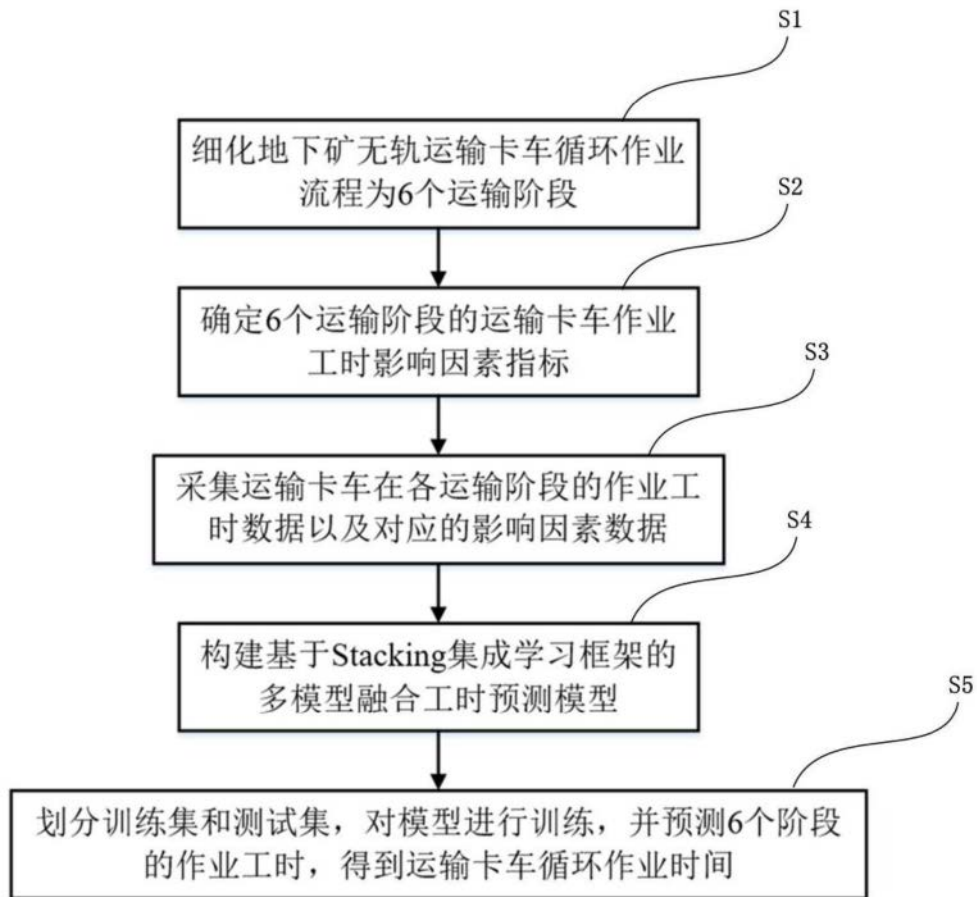 S1
细化地下矿无轨运输卡车循环作业
流程为6个运输阶段
S2
确定6个运输阶段的运输卡车作业
工时影响因素指标
S3
采集运输卡车在各运输阶段的作业工
时数据以及对应的影响因素数据
S4
构建基于Stacking集成学习框架的
多模型融合工时预测模型
S5
划分训练集和测试集，对模型进行训练，并预测6个阶段
的作业工时，得到运输卡车循环作业时间